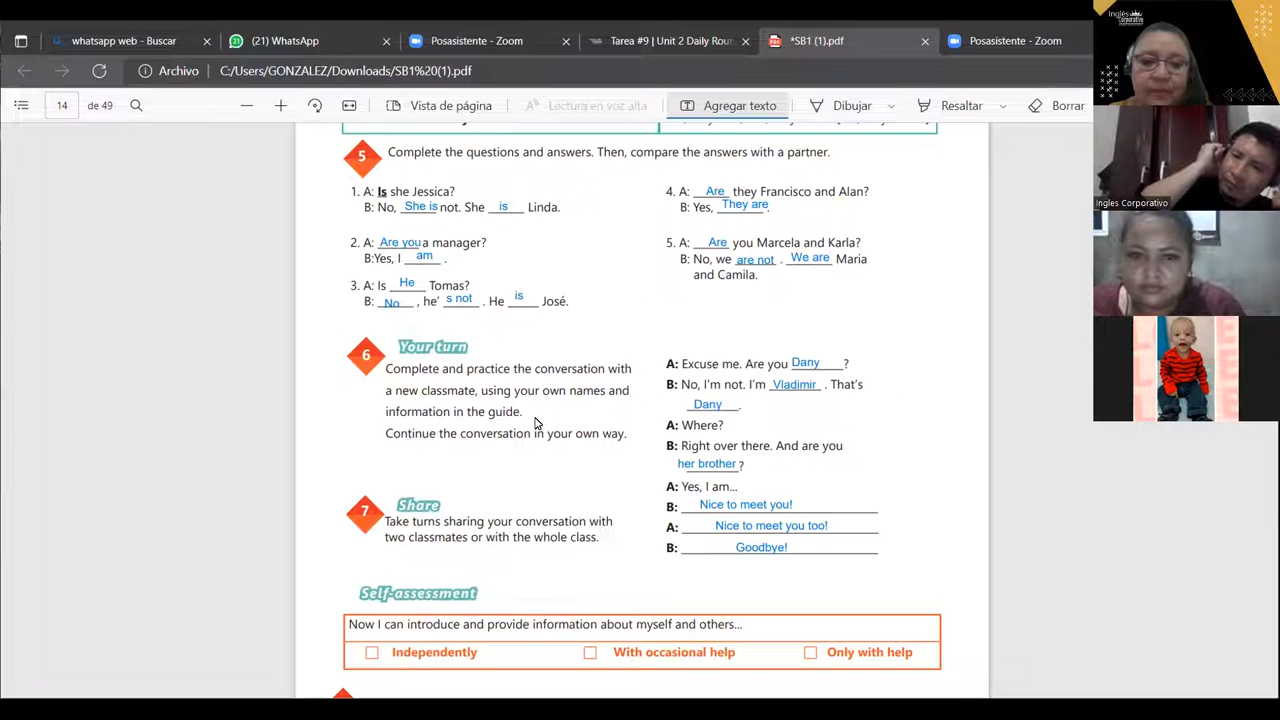 whatsapp web - Buscar
(21) WhatsApp
Posasistente - Zoom
Tarea #9 | Unit 2 Daily Rout
*SB1 (1).pdf
Posasistente - Zoom
Archivo
C:/Users/GONZALEZ/Downloads/SB1%20(1).pdf
14
de 49
Vista de página
Lectura en voz alta
Agregar texto
Dibujar
Resaltar
Borrar
Inglés
Corporativo
Ingles Corporativo
5
Complete the questions and answers. Then, compare the answers with a partner.
1. A: Is she Jessica?
B: No, She is not. She is Linda.
2. A: Are you a manager?
B:Yes, I am .
3. A: Is He Tomas?
B: No , he' s not . He is José.
4. A: Are they Francisco and Alan?
B: Yes, They are .
5. A: Are you Marcela and Karla?
B: No, we are not . We are Maria
and Camila.
6
Your turn
Complete and practice the conversation with
a new classmate, using your own names and
information in the guide.
Continue the conversation in your own way.
A: Excuse me. Are you Dany ?
B: No, I'm not. I'm Vladimir . That's
Dany .
A: Where?
B: Right over there. And are you
her brother ?
A: Yes, I am...
B: Nice to meet you!
A: Nice to meet you too!
B: Goodbye!
7
Share
Take turns sharing your conversation with
two classmates or with the whole class.
Self-assessment
Now I can introduce and provide information about myself and others...
Independently
With occasional help
Only with help